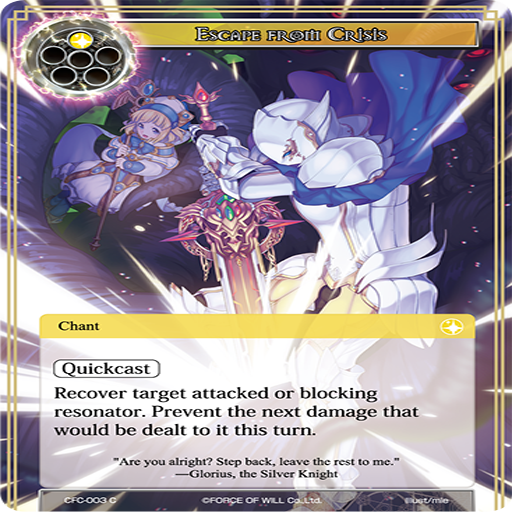 Escape from Crisis
Chant
Quickcast
Recover target attacked or blocking
resonator. Prevent the next damage that
would be dealt to it this turn.
"Are you alright? Step back, leave the rest to me."
—Glorius, the Silver Knight
CFC-003 C ©FORCE OF WILL Co.,Ltd. illust/mle